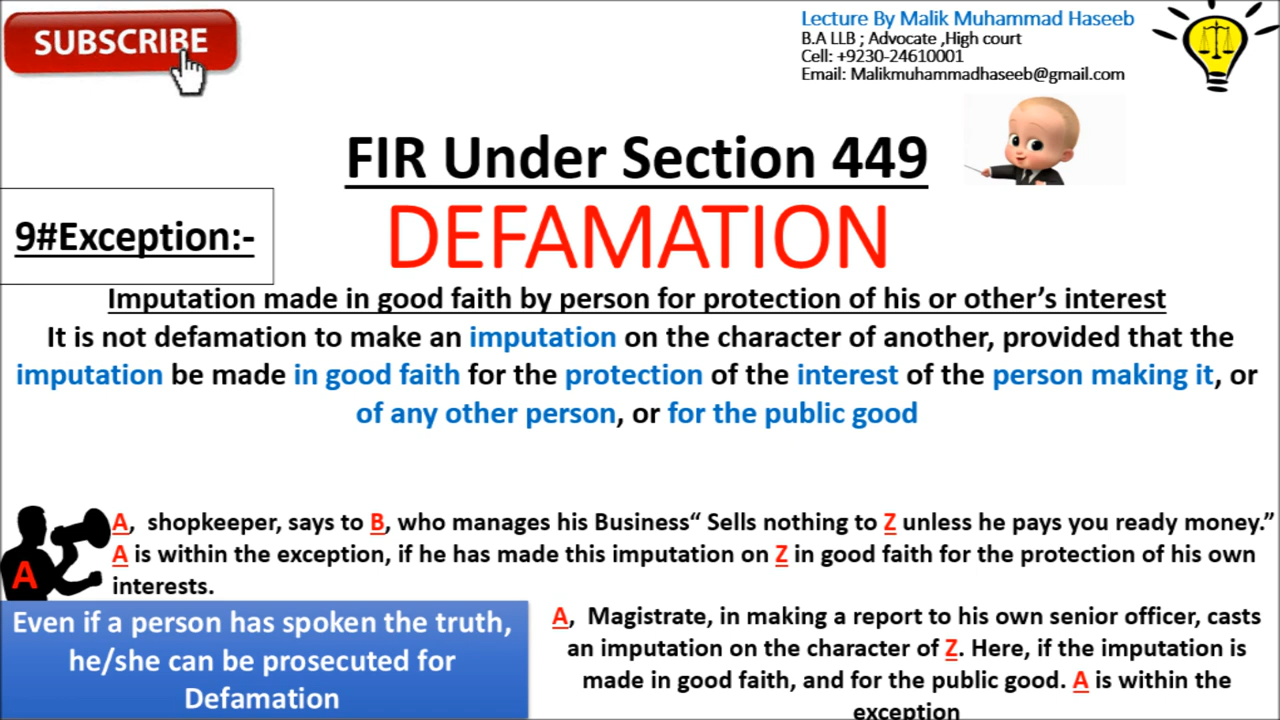 SUBSCRIBE
Lecture By Malik Muhammad Haseeb
B.A LLB ; Advocate ,High court
Cell: +9230-24610001
Email: Malikmuhammadhaseeb@gmail.com
FIR Under Section 449
9#Exception:-
DEFAMATION
Imputation made in good faith by person for protection of his or other’s interest
It is not defamation to make an imputation on the character of another, provided that the
imputation be made in good faith for the protection of the interest of the person making it, or
of any other person, or for the public good
A, shopkeeper, says to B, who manages his Business“ Sells nothing to Z unless he pays you ready money.”
A is within the exception, if he has made this imputation on Z in good faith for the protection of his own
interests.
A
Even if a person has spoken the truth,
he/she can be prosecuted for
Defamation
A, Magistrate, in making a report to his own senior officer, casts
an imputation on the character of Z. Here, if the imputation is
made in good faith, and for the public good. A is within the
exception